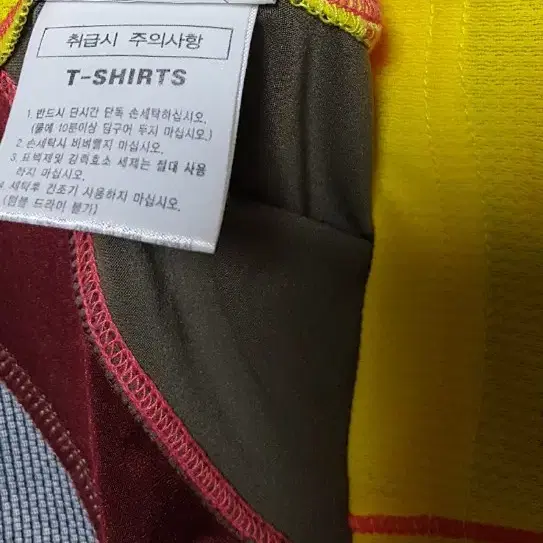 취급시 주의사항
T-SHIRTS
1. 반드시 단시간 단독 손세탁하십시오.
(물에 10분이상 담구어 두지 마십시오.)
2. 손세탁시 비벼빨지 마십시오.
3. 표백제및 강력효소 세제는 절대 사용
하지 마십시오.
4. 세탁후 건조기 사용하지 마십시오.
(텀블 드라이 불가)